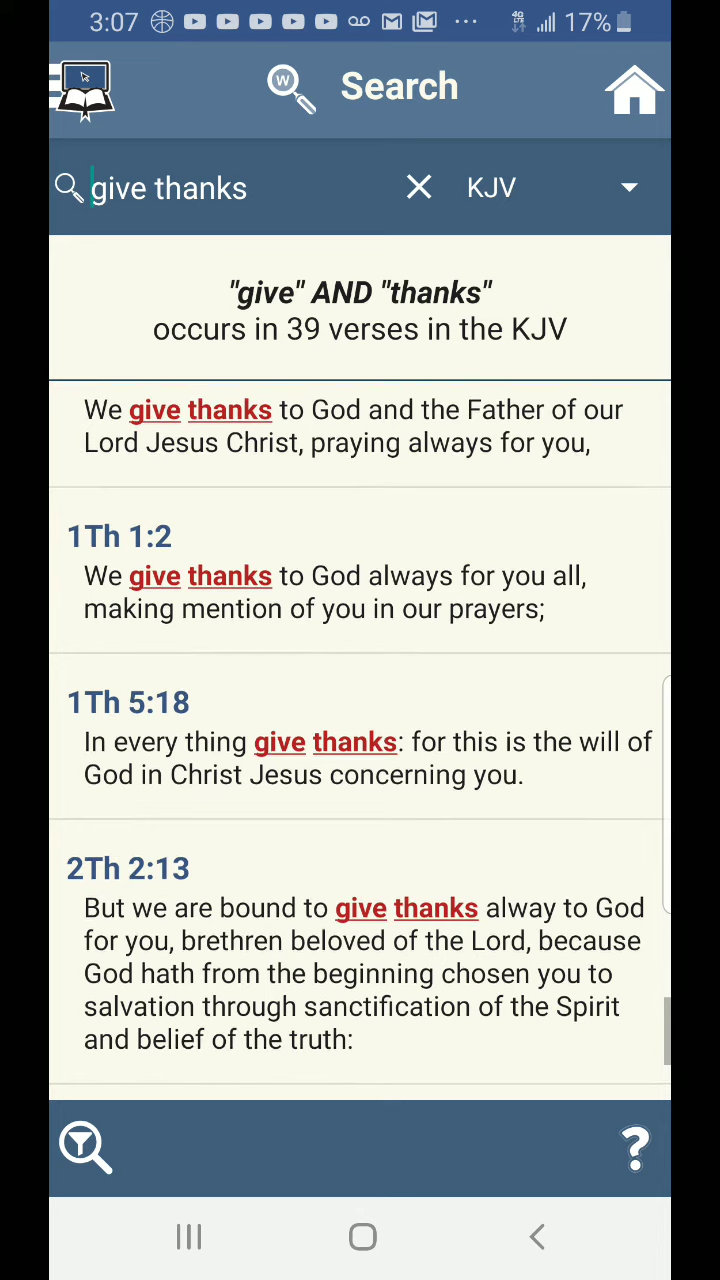 3:07 4G LTE 17%
W Search
give thanks KJV
"give" AND "thanks"
occurs in 39 verses in the KJV
We give thanks to God and the Father of our
Lord Jesus Christ, praying always for you,
1Th 1:2
We give thanks to God always for you all,
making mention of you in our prayers;
1Th 5:18
In every thing give thanks: for this is the will of
God in Christ Jesus concerning you.
2Th 2:13
But we are bound to give thanks alway to God
for you, brethren beloved of the Lord, because
God hath from the beginning chosen you to
salvation through sanctification of the Spirit
and belief of the truth:
?